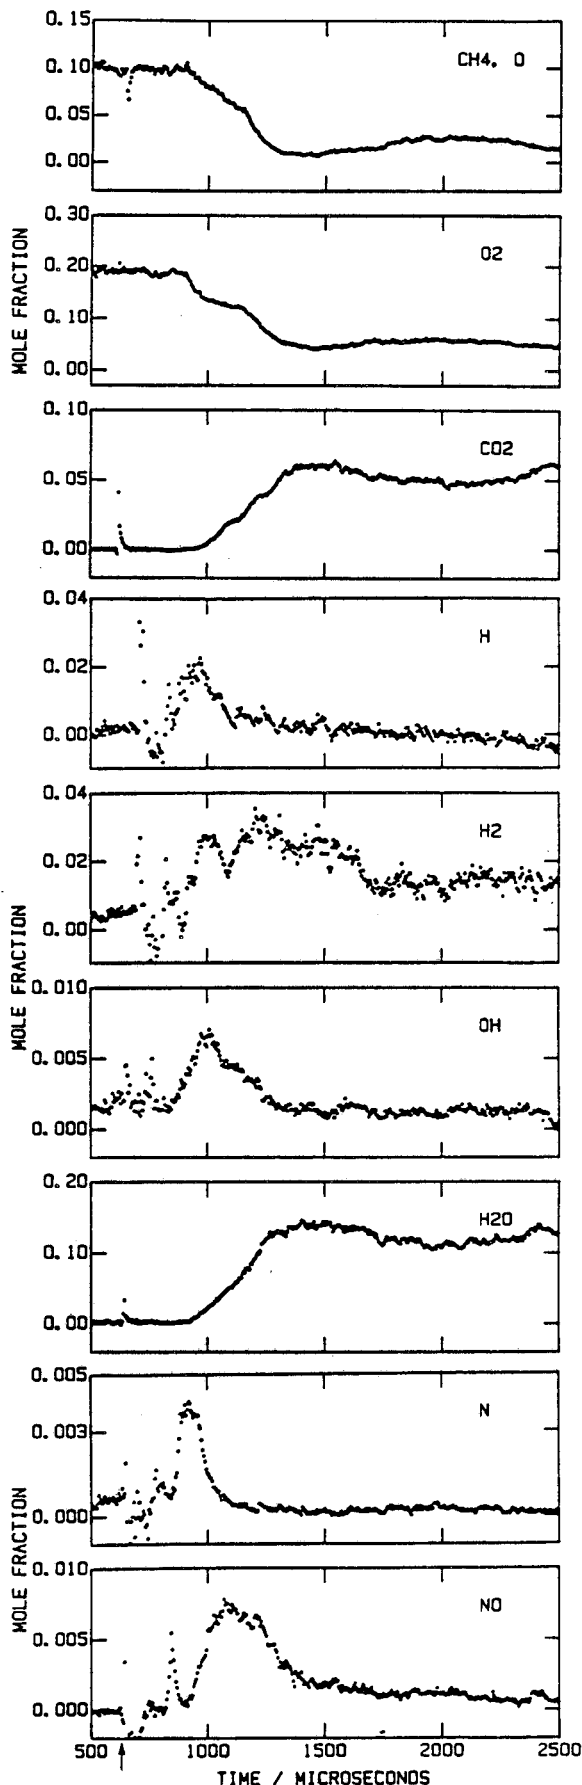 0.15
CH4, O
0.10
0.05
0.00
MOLE FRACTION
0.30
O2
0.20
0.10
0.00
0.10
CO2
0.05
0.00
0.04
H
0.02
0.00
MOLE FRACTION
0.04
H2
0.02
0.00
0.010
OH
0.005
0.000
0.20
H2O
0.10
0.00
MOLE FRACTION
0.005
N
0.003
0.000
0.010
NO
0.005
0.000
500 1000 1500 2000 2500
TIME / MICROSECONDS